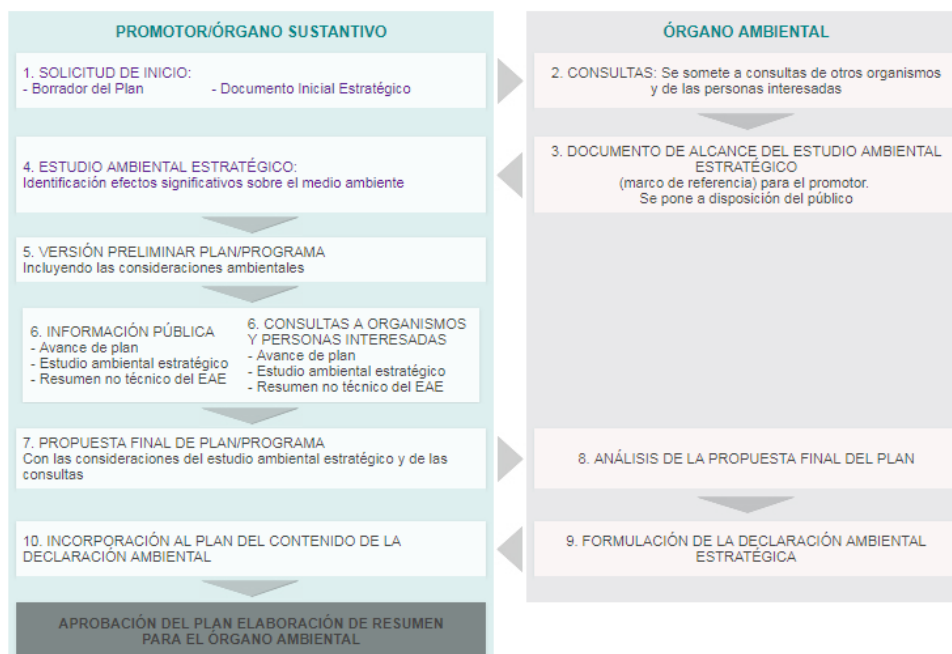 PROMOTOR/ÓRGANO SUSTANTIVO
ÓRGANO AMBIENTAL
1. SOLICITUD DE INICIO:
- Borrador del Plan - Documento Inicial Estratégico
2. CONSULTAS: Se somete a consultas de otros organismos
y de las personas interesadas
3. DOCUMENTO DE ALCANCE DEL ESTUDIO AMBIENTAL
ESTRATÉGICO
(marco de referencia) para el promotor.
Se pone a disposición del público
4. ESTUDIO AMBIENTAL ESTRATÉGICO:
Identificación efectos significativos sobre el medio ambiente
5. VERSIÓN PRELIMINAR PLAN/PROGRAMA
Incluyendo las consideraciones ambientales
6. INFORMACIÓN PÚBLICA
- Avance de plan
- Estudio ambiental estratégico
- Resumen no técnico del EAE
6. CONSULTAS A ORGANISMOS
Y PERSONAS INTERESADAS
- Avance de plan
- Estudio ambiental estratégico
- Resumen no técnico del EAE
7. PROPUESTA FINAL DE PLAN/PROGRAMA
Con las consideraciones del estudio ambiental estratégico y de las
consultas
8. ANÁLISIS DE LA PROPUESTA FINAL DEL PLAN
9. FORMULACIÓN DE LA DECLARACIÓN AMBIENTAL
ESTRATÉGICA
10. INCORPORACIÓN AL PLAN DEL CONTENIDO DE LA
DECLARACIÓN AMBIENTAL
APROBACIÓN DEL PLAN ELABORACIÓN DE RESUMEN
PARA EL ÓRGANO AMBIENTAL